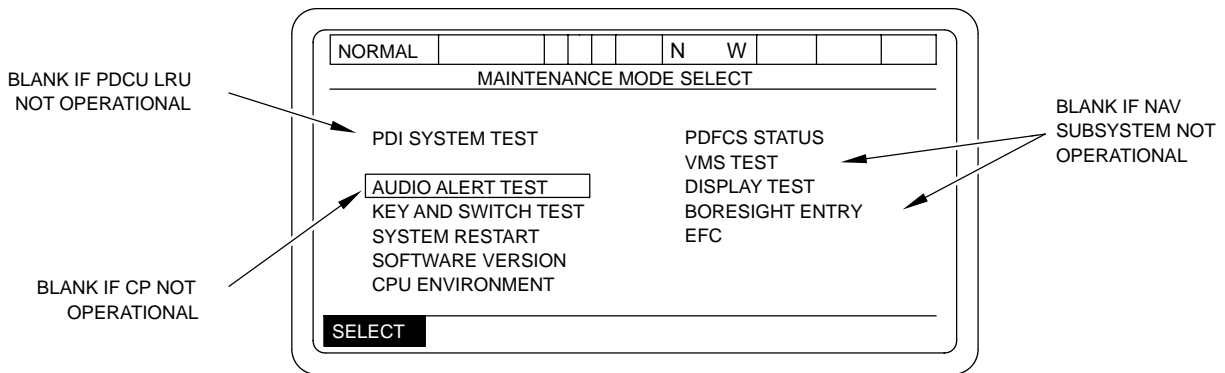 BLANK IF PDCU LRU
NOT OPERATIONAL
NORMAL N W
MAINTENANCE MODE SELECT
PDI SYSTEM TEST
AUDIO ALERT TEST
KEY AND SWITCH TEST
SYSTEM RESTART
SOFTWARE VERSION
CPU ENVIRONMENT
PDFCS STATUS
VMS TEST
DISPLAY TEST
BORESIGHT ENTRY
EFC
SELECT
BLANK IF NAV
SUBSYSTEM NOT
OPERATIONAL
BLANK IF CP NOT
OPERATIONAL